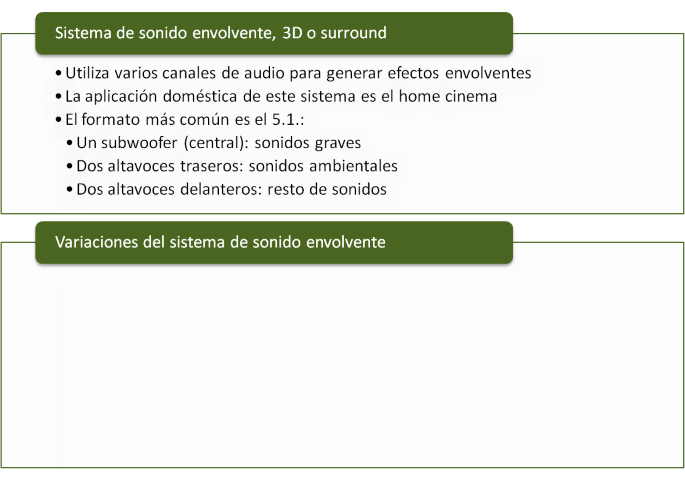 Sistema de sonido envolvente, 3D o surround
•Utiliza varios canales de audio para generar efectos envolventes
•La aplicación doméstica de este sistema es el home cinema
•El formato más común es el 5.1.:
•Un subwoofer (central): sonidos graves
•Dos altavoces traseros: sonidos ambientales
•Dos altavoces delanteros: resto de sonidos
Variaciones del sistema de sonido envolvente